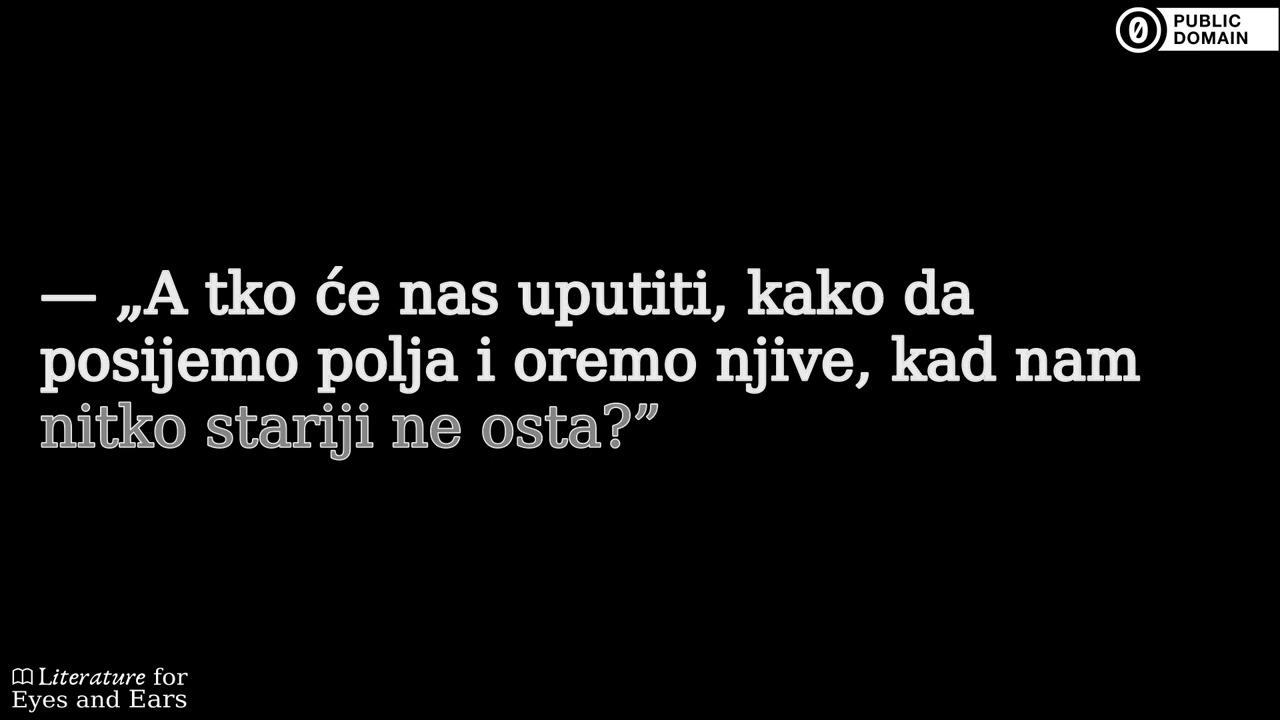 PUBLIC
DOMAIN
— „A tko će nas uputiti, kako da
posijemo polja i oremo njive, kad nam
nitko stariji ne osta?”
Literature for
Eyes and Ears